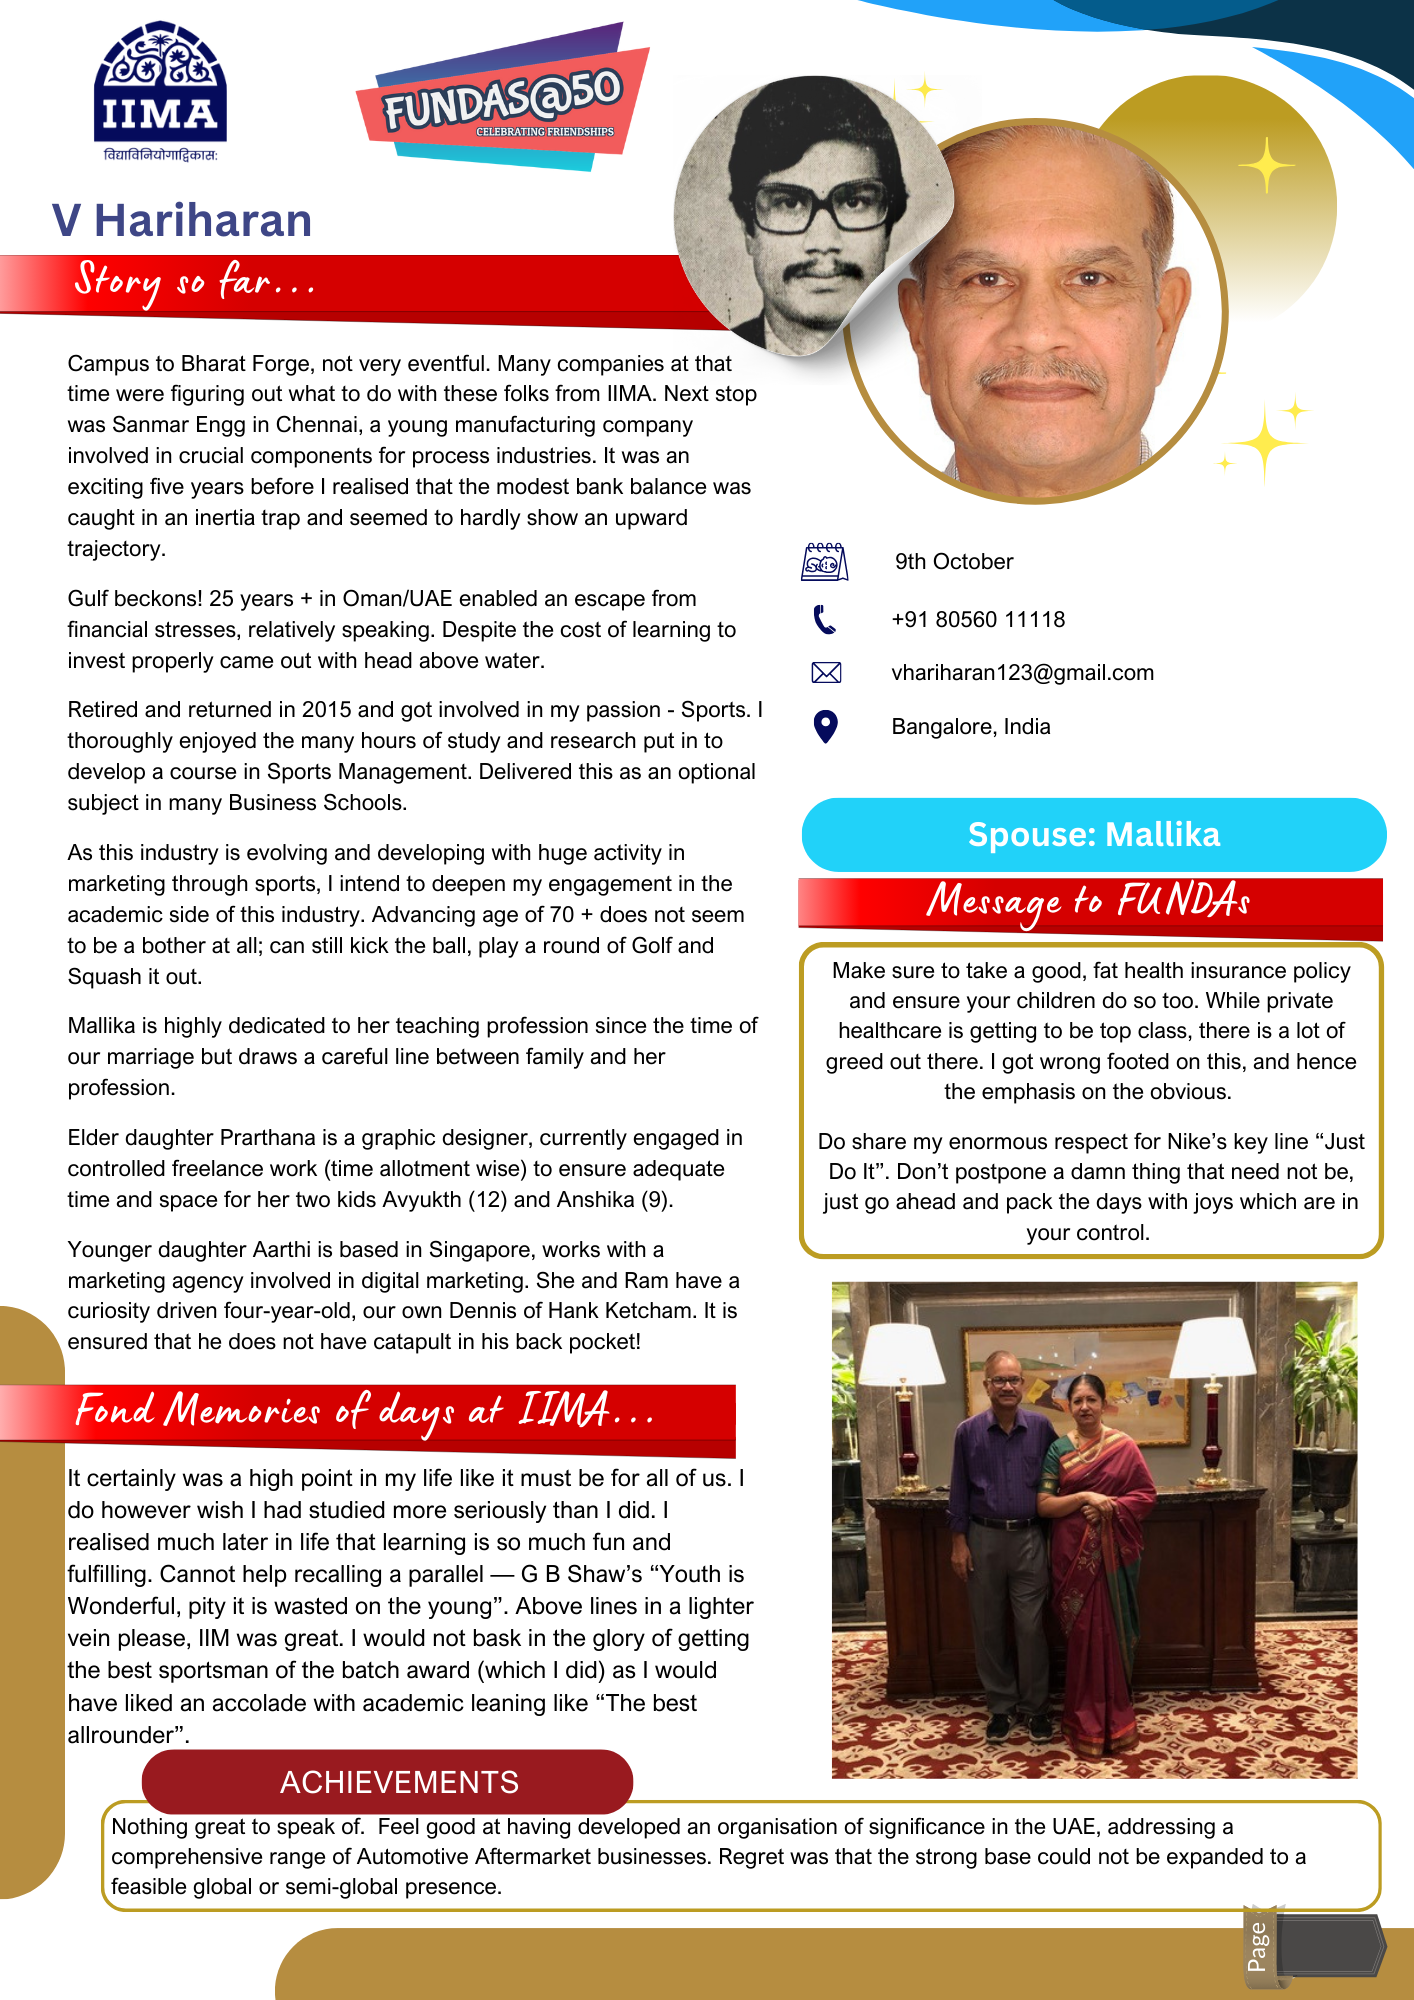 IIMA
विद्याविनियोगाद्विकासः
FUNDAS@50
CELEBRATING FRIENDSHIPS
V Hariharan
Story so far...
Campus to Bharat Forge, not very eventful. Many companies at that
time were figuring out what to do with these folks from IIMA. Next stop
was Sanmar Engg in Chennai, a young manufacturing company
involved in crucial components for process industries. It was an
exciting five years before I realised that the modest bank balance was
caught in an inertia trap and seemed to hardly show an upward
trajectory.
Gulf beckons! 25 years + in Oman/UAE enabled an escape from
financial stresses, relatively speaking. Despite the cost of learning to
invest properly came out with head above water.
Retired and returned in 2015 and got involved in my passion - Sports. I
thoroughly enjoyed the many hours of study and research put in to
develop a course in Sports Management. Delivered this as an optional
subject in many Business Schools.
As this industry is evolving and developing with huge activity in
marketing through sports, I intend to deepen my engagement in the
academic side of this industry. Advancing age of 70 + does not seem
to be a bother at all; can still kick the ball, play a round of Golf and
Squash it out.
Mallika is highly dedicated to her teaching profession since the time of
our marriage but draws a careful line between family and her
profession.
Elder daughter Prarthana is a graphic designer, currently engaged in
controlled freelance work (time allotment wise) to ensure adequate
time and space for her two kids Avyukth (12) and Anshika (9).
Younger daughter Aarthi is based in Singapore, works with a
marketing agency involved in digital marketing. She and Ram have a
curiosity driven four-year-old, our own Dennis of Hank Ketcham. It is
ensured that he does not have catapult in his back pocket!
Fond Memories of days at IIMA...
It certainly was a high point in my life like it must be for all of us. I
do however wish I had studied more seriously than I did. I
realised much later in life that learning is so much fun and
fulfilling. Cannot help recalling a parallel — G B Shaw’s “Youth is
Wonderful, pity it is wasted on the young”. Above lines in a lighter
vein please, IIM was great. I would not bask in the glory of getting
the best sportsman of the batch award (which I did) as I would
have liked an accolade with academic leaning like “The best
allrounder”.
9th October
+91 80560 11118
vhariharan123@gmail.com
Bangalore, India
Spouse: Mallika
Message to FUNDAs
Make sure to take a good, fat health insurance policy
and ensure your children do so too. While private
healthcare is getting to be top class, there is a lot of
greed out there. I got wrong footed on this, and hence
the emphasis on the obvious.
Do share my enormous respect for Nike’s key line “Just
Do It”. Don’t postpone a damn thing that need not be,
just go ahead and pack the days with joys which are in
your control.
ACHIEVEMENTS
Nothing great to speak of.  Feel good at having developed an organisation of significance in the UAE, addressing a
comprehensive range of Automotive Aftermarket businesses. Regret was that the strong base could not be expanded to a
feasible global or semi-global presence.
Page